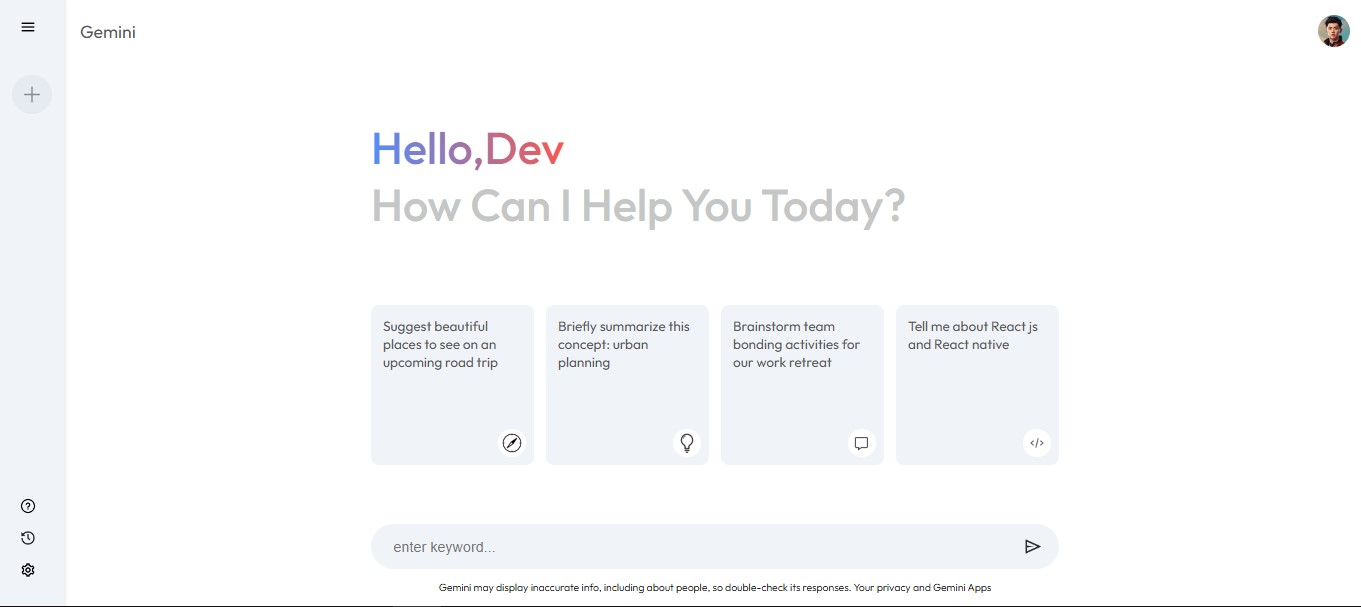 Gemini
Hello,Dev
How Can I Help You Today?
Suggest beautiful
places to see on an
upcoming road trip
Briefly summarize this
concept: urban
planning
Brainstorm team
bonding activities for
our work retreat
Tell me about React js
and React native
</>
enter keyword...
Gemini may display inaccurate info, including about people, so double-check its responses. Your privacy and Gemini Apps